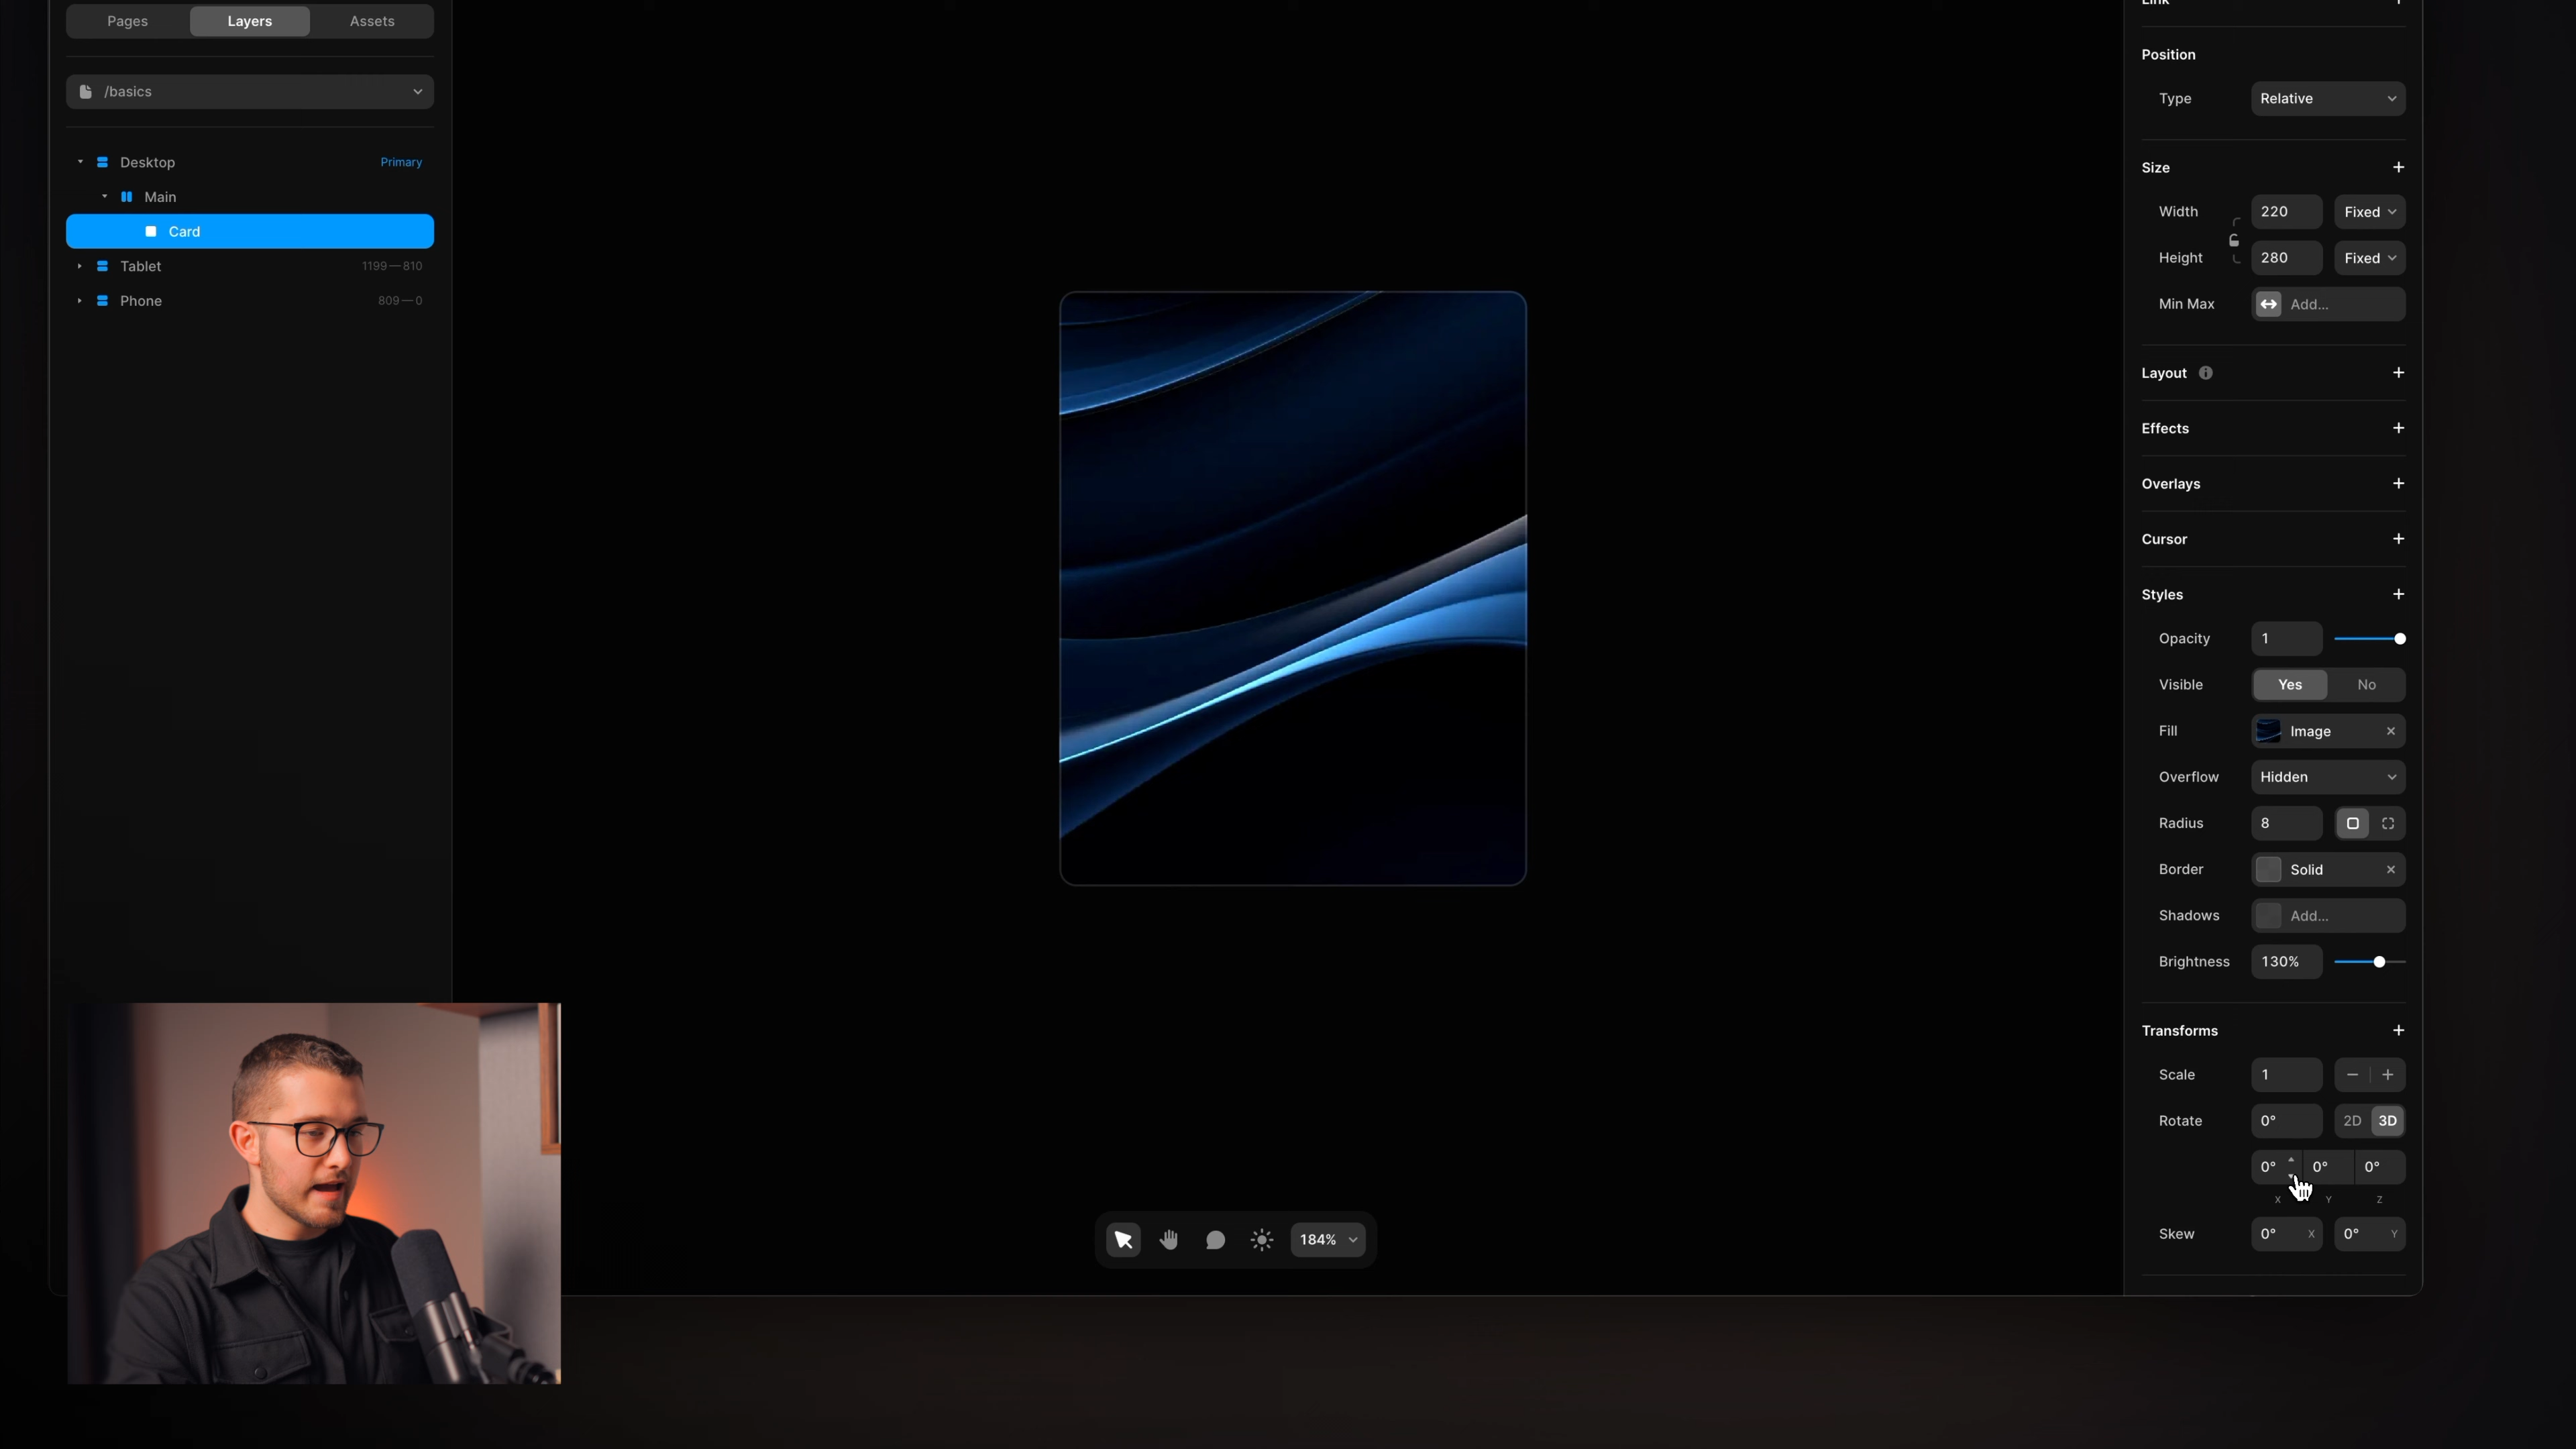 Pages Layers Assets
/basics
Desktop Primary
Main
Card
Tablet 1199—810
Phone 809—0
184%
Link
Position
Type Relative
Size
Width 220 Fixed
Height 280 Fixed
Min Max Add...
Layout
Effects
Overlays
Cursor
Styles
Opacity 1
Visible Yes No
Fill Image
Overflow Hidden
Radius 8
Border Solid
Shadows Add...
Brightness 130%
Transforms
Scale 1
Rotate 0° 2D 3D
0° 0° 0°
X Y Z
Skew 0° X 0° Y